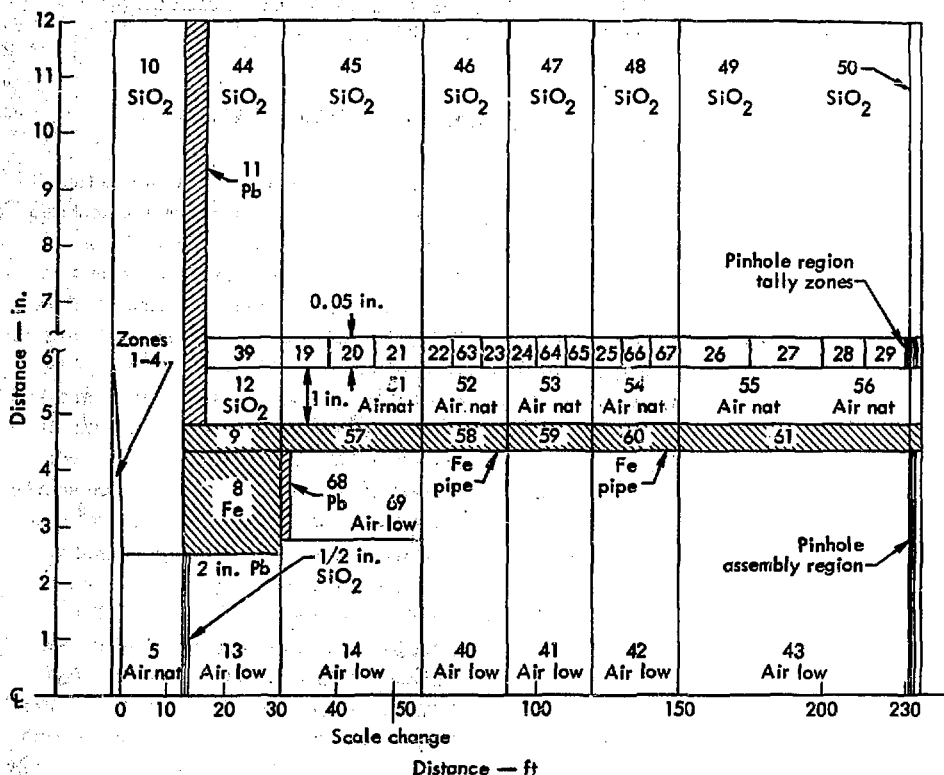 12
11
10
9
8
7
6
5
4
3
2
1
Distance — in.
10
SiO2
44
SiO2
45
SiO2
46
SiO2
47
SiO2
48
SiO2
49
SiO2
50
SiO2
11
Pb
Pinhole region
tally zones
0.05 in.
Zones
1-4
39
19
20
21
22
63
23
24
64
65
25
66
67
26
27
28
29
12
SiO2
1 in.
Air nat
52
Air nat
53
Air nat
54
Air nat
55
Air nat
56
Air nat
9
57
58
59
60
61
8
Fe
68
Pb
69
Air low
Fe
pipe
Fe
pipe
Pinhole
assembly region
2 in. Pb
1/2 in.
SiO2
5
Air nat
13
Air low
14
Air low
40
Air low
41
Air low
42
Air low
43
Air low
℄
0
10
20
30
40
50
60
100
150
200
230
Scale change
Distance — ft